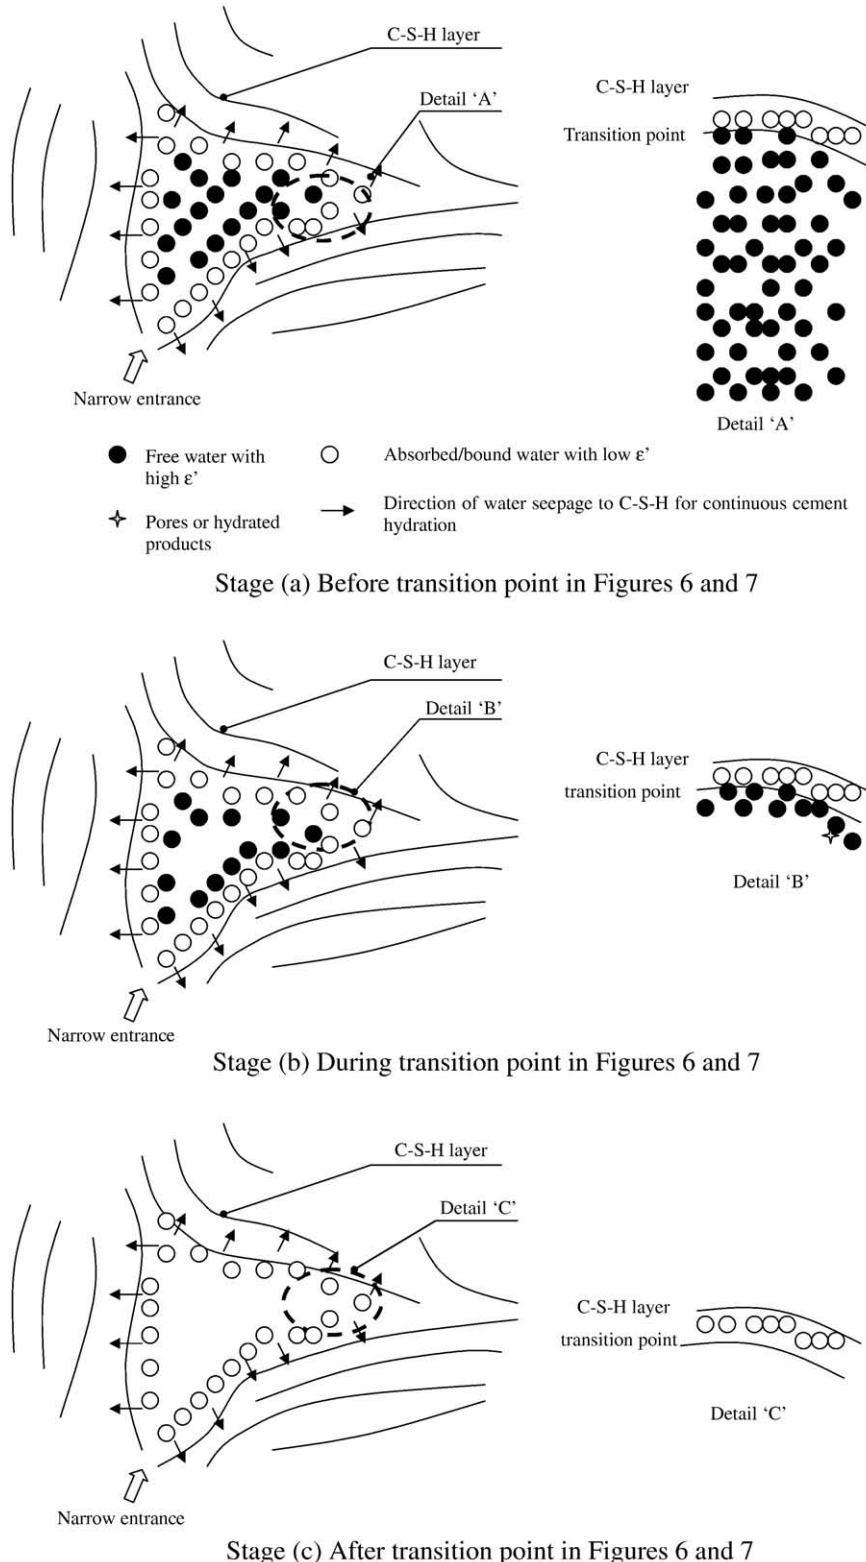 C-S-H layer
Detail ‘A’
C-S-H layer
Transition point
Narrow entrance
Detail ‘A’
Free water with
high ε’
Absorbed/bound water with low ε’
Pores or hydrated
products
Direction of water seepage to C-S-H for continuous cement
hydration
Stage (a) Before transition point in Figures 6 and 7
C-S-H layer
Detail ‘B’
C-S-H layer
transition point
Detail ‘B’
Narrow entrance
Stage (b) During transition point in Figures 6 and 7
C-S-H layer
Detail ‘C’
C-S-H layer
transition point
Detail ‘C’
Narrow entrance
Stage (c) After transition point in Figures 6 and 7